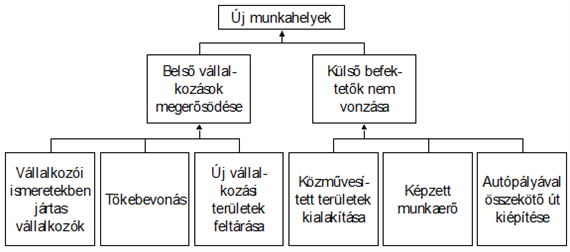 Új munkahelyek
Belső vállal-
kozások
megerősödése
Külső befek-
tetők nem
vonzása
Vállalkozói
ismeretekben
jártas
vállalkozók
Tőkebevonás
Új vállal-
kozási
területek
feltárása
Közművesí-
tett területek
kialakítása
Képzett
munkaerő
Autópályával
összekötő út
kiépítése